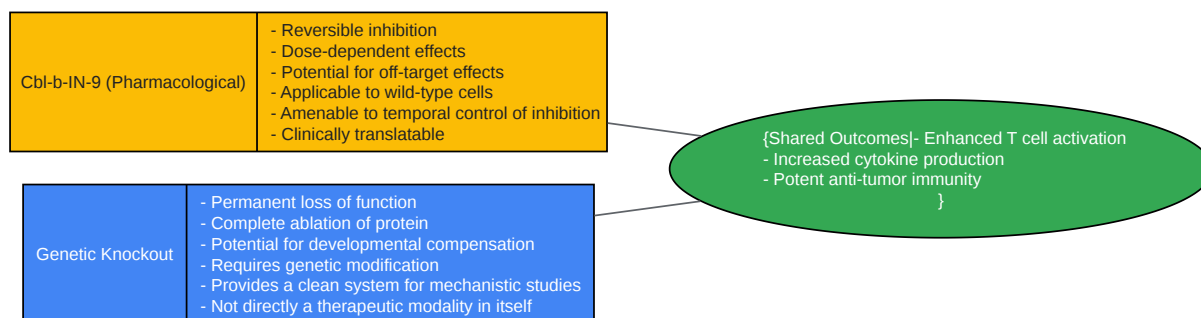 Cbl-b-IN-9 (Pharmacological)
- Reversible inhibition
- Dose-dependent effects
- Potential for off-target effects
- Applicable to wild-type cells
- Amenable to temporal control of inhibition
- Clinically translatable
Genetic Knockout
- Permanent loss of function
- Complete ablation of protein
- Potential for developmental compensation
- Requires genetic modification
- Provides a clean system for mechanistic studies
- Not directly a therapeutic modality in itself
{Shared Outcomes|- Enhanced T cell activation
- Increased cytokine production
- Potent anti-tumor immunity
}